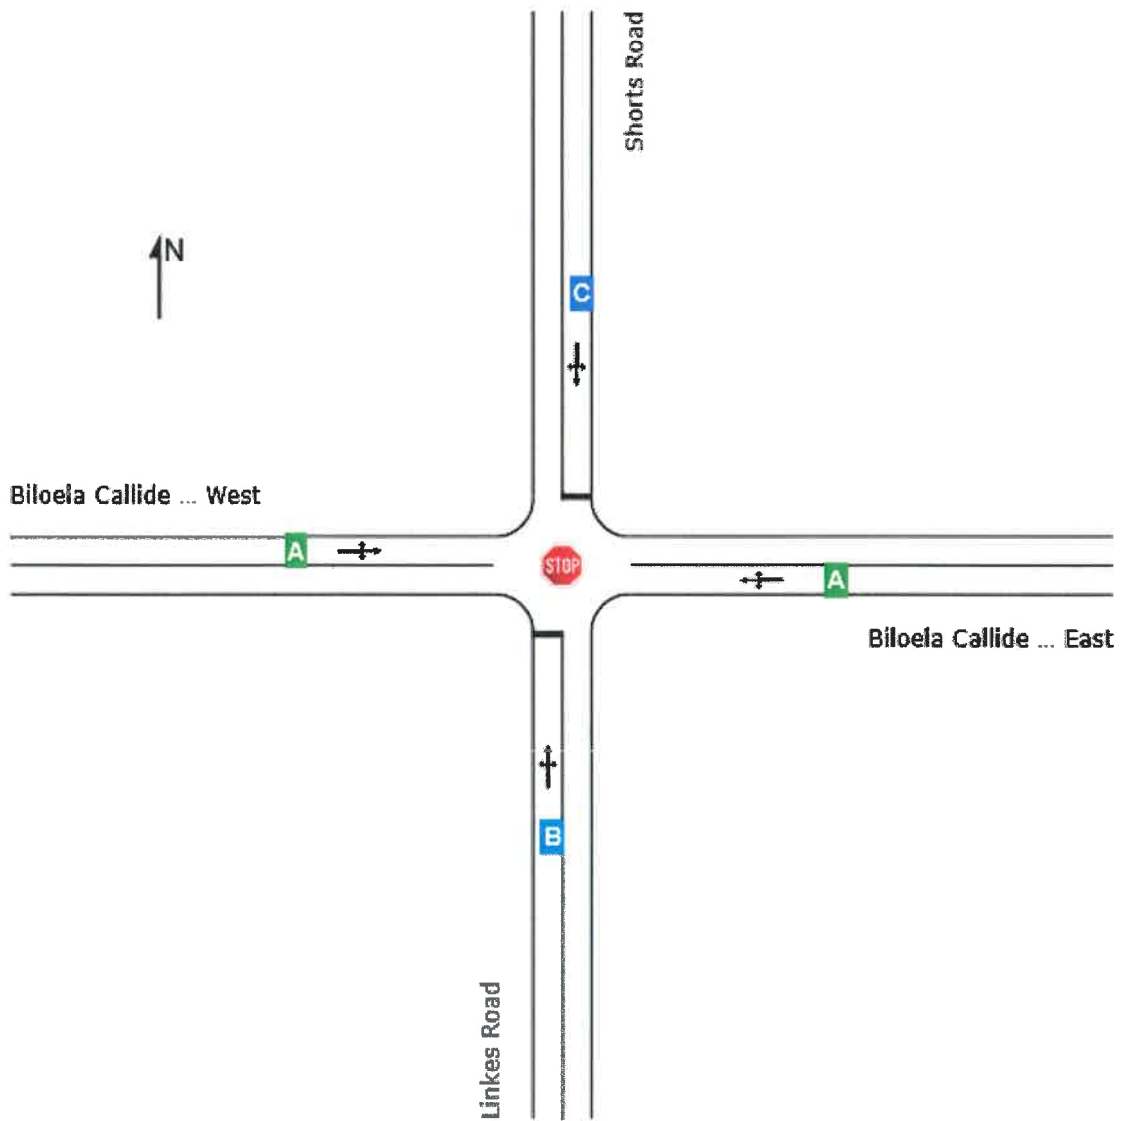 Shorts Road
N
C
Biloela Callide ... West
A
STOP
A
Biloela Callide ... East
B
Linkes Road